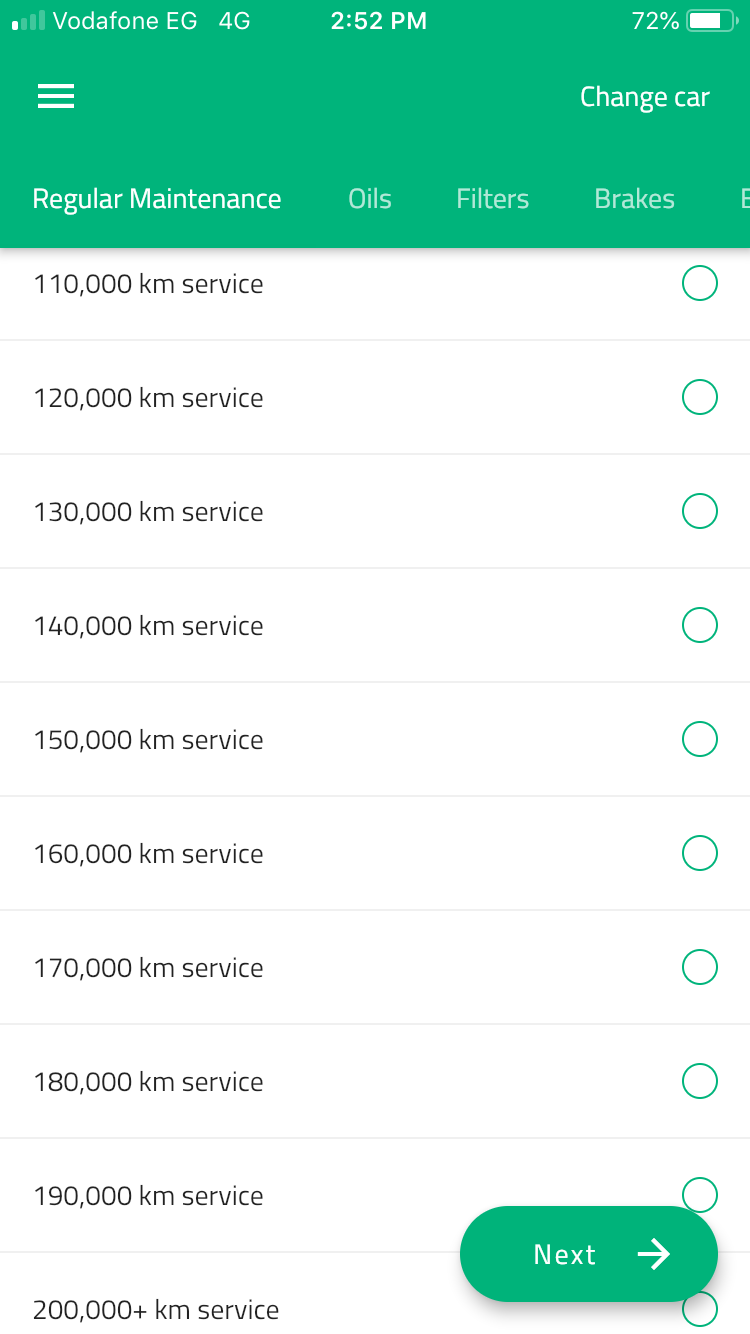 Vodafone EG 4G 2:52 PM 72%
Change car
Regular Maintenance Oils Filters Brakes
110,000 km service
120,000 km service
130,000 km service
140,000 km service
150,000 km service
160,000 km service
170,000 km service
180,000 km service
190,000 km service
Next
200,000+ km service